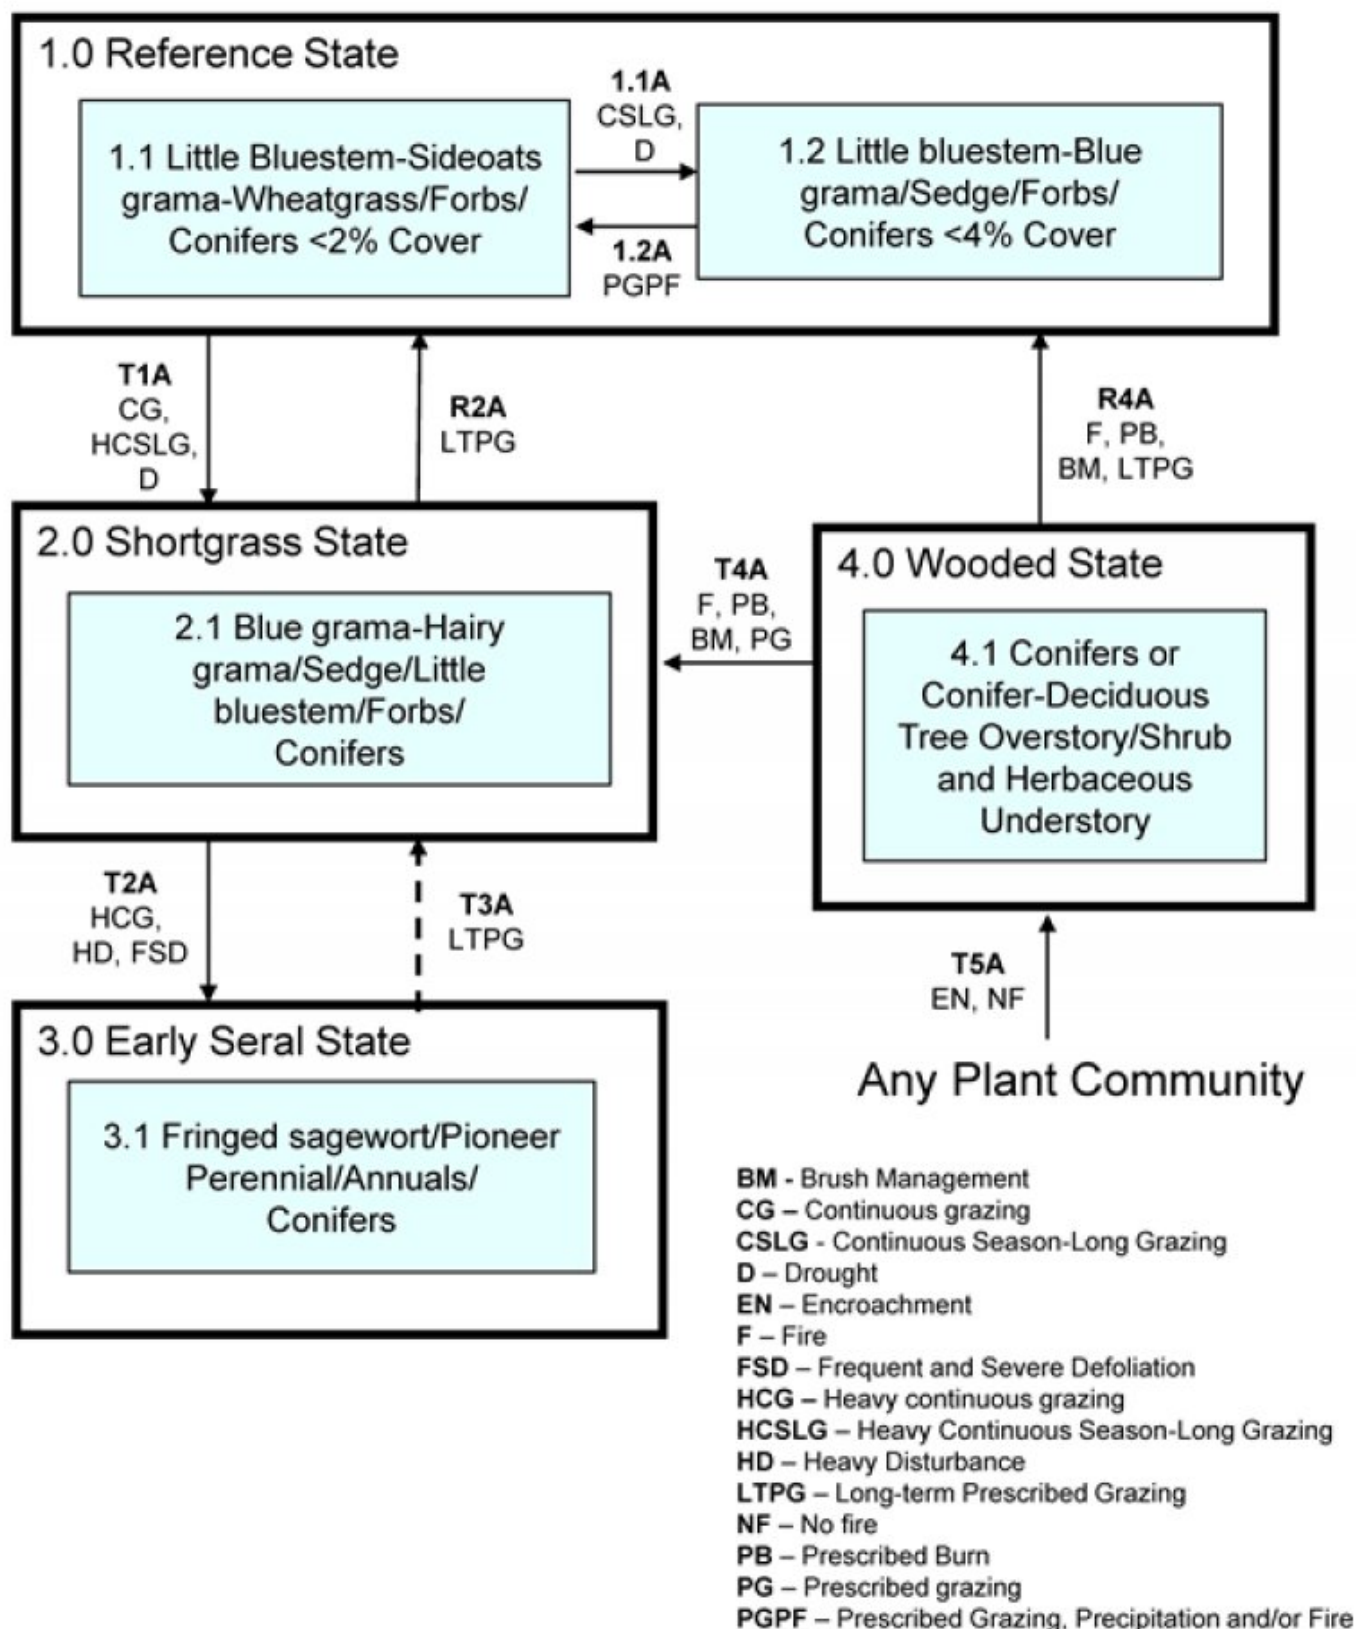 1.0 Reference State
1.1 Little Bluestem-Sideoats
grama-Wheatgrass/Forbs/
Conifers <2% Cover
1.1A
CSLG,
D
1.2A
PGPF
1.2 Little bluestem-Blue
grama/Sedge/Forbs/
Conifers <4% Cover
T1A
CG,
HCSLG,
D
R2A
LTPG
R4A
F, PB,
BM, LTPG
2.0 Shortgrass State
2.1 Blue grama-Hairy
grama/Sedge/Little
bluestem/Forbs/
Conifers
T4A
F, PB,
BM, PG
4.0 Wooded State
4.1 Conifers or
Conifer-Deciduous
Tree Overstory/Shrub
and Herbaceous
Understory
T2A
HCG,
HD, FSD
T3A
LTPG
T5A
EN, NF
Any Plant Community
3.0 Early Seral State
3.1 Fringed sagewort/Pioneer
Perennial/Annuals/
Conifers
BM - Brush Management
CG – Continuous grazing
CSLG - Continuous Season-Long Grazing
D – Drought
EN – Encroachment
F – Fire
FSD – Frequent and Severe Defoliation
HCG – Heavy continuous grazing
HCSLG – Heavy Continuous Season-Long Grazing
HD – Heavy Disturbance
LTPG – Long-term Prescribed Grazing
NF – No fire
PB – Prescribed Burn
PG – Prescribed grazing
PGPF – Prescribed Grazing, Precipitation and/or Fire